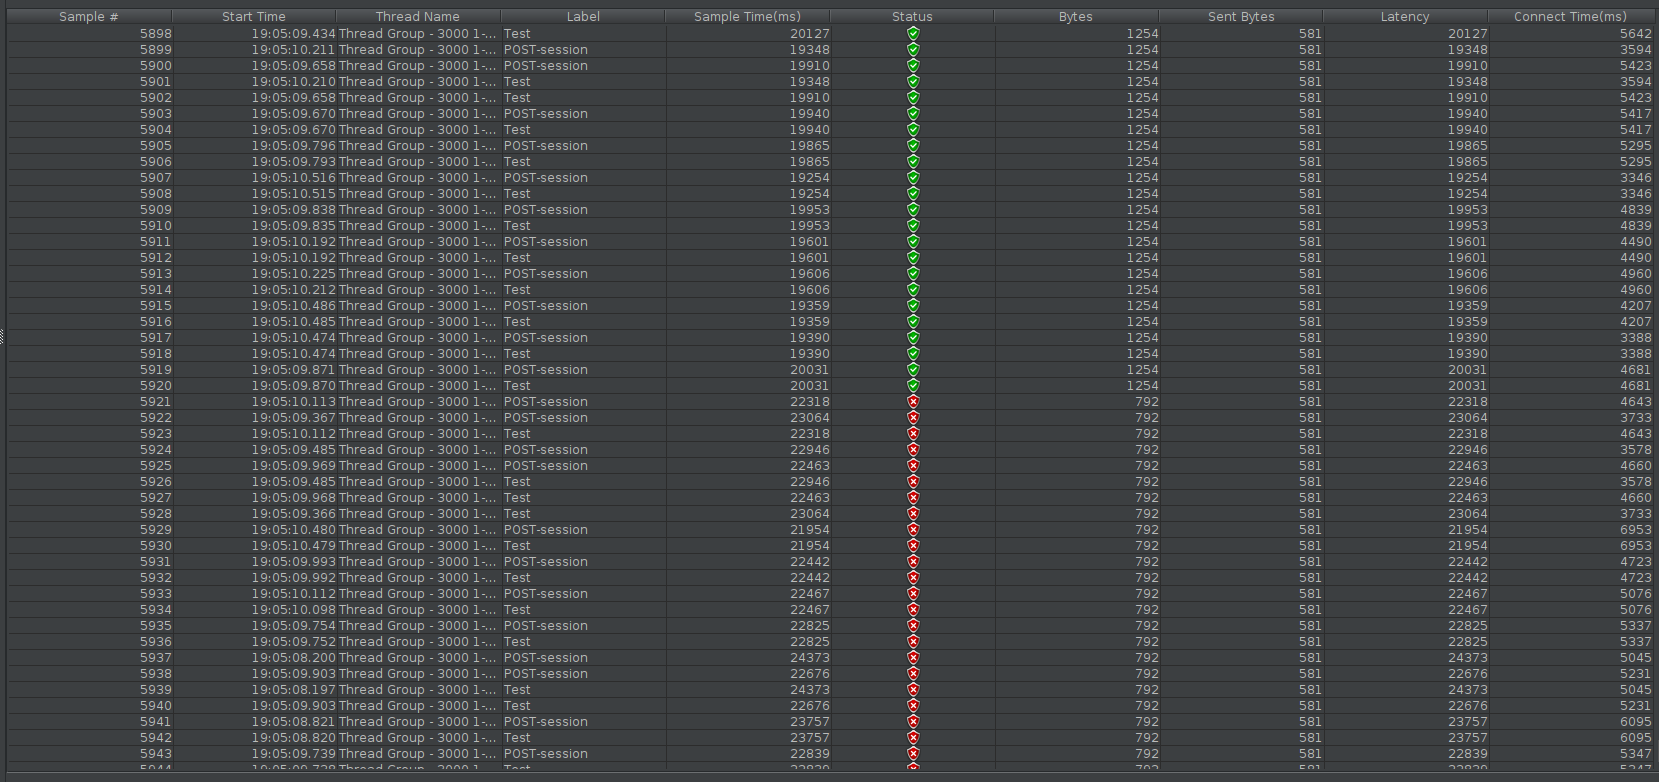 Sample # Start Time Thread Name Label Sample Time(ms) Status Bytes Sent Bytes Latency Connect Time(ms)
5898 19:05:09.434 Thread Group - 3000 1-... Test 20127 1254 581 20127 5642
5899 19:05:10.211 Thread Group - 3000 1-... POST-session 19348 1254 581 19348 3594
5900 19:05:09.658 Thread Group - 3000 1-... POST-session 19910 1254 581 19910 5423
5901 19:05:10.210 Thread Group - 3000 1-... Test 19348 1254 581 19348 3594
5902 19:05:09.658 Thread Group - 3000 1-... Test 19910 1254 581 19910 5423
5903 19:05:09.670 Thread Group - 3000 1-... POST-session 19940 1254 581 19940 5417
5904 19:05:09.670 Thread Group - 3000 1-... Test 19940 1254 581 19940 5417
5905 19:05:09.796 Thread Group - 3000 1-... POST-session 19865 1254 581 19865 5295
5906 19:05:09.793 Thread Group - 3000 1-... Test 19865 1254 581 19865 5295
5907 19:05:10.516 Thread Group - 3000 1-... POST-session 19254 1254 581 19254 3346
5908 19:05:10.515 Thread Group - 3000 1-... Test 19254 1254 581 19254 3346
5909 19:05:09.838 Thread Group - 3000 1-... POST-session 19953 1254 581 19953 4839
5910 19:05:09.835 Thread Group - 3000 1-... Test 19953 1254 581 19953 4839
5911 19:05:10.192 Thread Group - 3000 1-... POST-session 19601 1254 581 19601 4490
5912 19:05:10.192 Thread Group - 3000 1-... Test 19601 1254 581 19601 4490
5913 19:05:10.225 Thread Group - 3000 1-... POST-session 19606 1254 581 19606 4960
5914 19:05:10.212 Thread Group - 3000 1-... Test 19606 1254 581 19606 4960
5915 19:05:10.486 Thread Group - 3000 1-... POST-session 19359 1254 581 19359 4207
5916 19:05:10.485 Thread Group - 3000 1-... Test 19359 1254 581 19359 4207
5917 19:05:10.474 Thread Group - 3000 1-... POST-session 19390 1254 581 19390 3388
5918 19:05:10.474 Thread Group - 3000 1-... Test 19390 1254 581 19390 3388
5919 19:05:09.871 Thread Group - 3000 1-... POST-session 20031 1254 581 20031 4681
5920 19:05:09.870 Thread Group - 3000 1-... Test 20031 1254 581 20031 4681
5921 19:05:10.113 Thread Group - 3000 1-... POST-session 22318 792 581 22318 4643
5922 19:05:09.367 Thread Group - 3000 1-... POST-session 23064 792 581 23064 3733
5923 19:05:10.112 Thread Group - 3000 1-... Test 22318 792 581 22318 4643
5924 19:05:09.485 Thread Group - 3000 1-... POST-session 22946 792 581 22946 3578
5925 19:05:09.969 Thread Group - 3000 1-... POST-session 22463 792 581 22463 4660
5926 19:05:09.485 Thread Group - 3000 1-... Test 22946 792 581 22946 3578
5927 19:05:09.968 Thread Group - 3000 1-... Test 22463 792 581 22463 4660
5928 19:05:09.366 Thread Group - 3000 1-... Test 23064 792 581 23064 3733
5929 19:05:10.480 Thread Group - 3000 1-... POST-session 21954 792 581 21954 6953
5930 19:05:10.479 Thread Group - 3000 1-... Test 21954 792 581 21954 6953
5931 19:05:09.993 Thread Group - 3000 1-... POST-session 22442 792 581 22442 4723
5932 19:05:09.992 Thread Group - 3000 1-... Test 22442 792 581 22442 4723
5933 19:05:10.112 Thread Group - 3000 1-... POST-session 22467 792 581 22467 5076
5934 19:05:10.098 Thread Group - 3000 1-... Test 22467 792 581 22467 5076
5935 19:05:09.754 Thread Group - 3000 1-... POST-session 22825 792 581 22825 5337
5936 19:05:09.752 Thread Group - 3000 1-... Test 22825 792 581 22825 5337
5937 19:05:08.200 Thread Group - 3000 1-... POST-session 24373 792 581 24373 5045
5938 19:05:09.903 Thread Group - 3000 1-... POST-session 22676 792 581 22676 5231
5939 19:05:08.197 Thread Group - 3000 1-... Test 24373 792 581 24373 5045
5940 19:05:09.903 Thread Group - 3000 1-... Test 22676 792 581 22676 5231
5941 19:05:08.821 Thread Group - 3000 1-... POST-session 23757 792 581 23757 6095
5942 19:05:08.820 Thread Group - 3000 1-... Test 23757 792 581 23757 6095
5943 19:05:09.739 Thread Group - 3000 1-... POST-session 22839 792 581 22839 5347